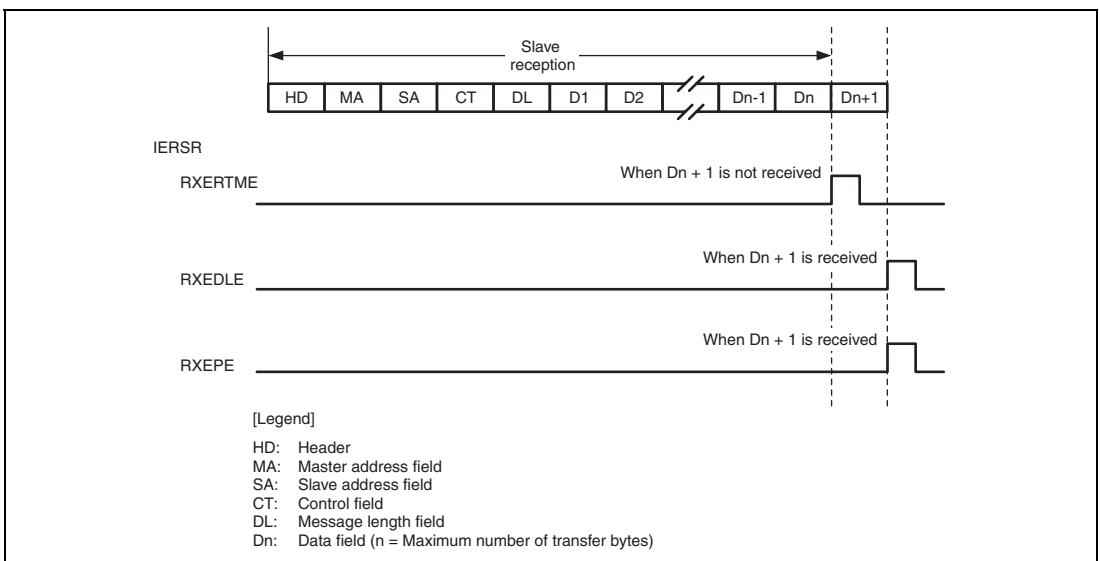 Slave
reception
HD MA SA CT DL D1 D2 Dn-1 Dn Dn+1
IERSR
When Dn + 1 is not received
RXERTME
When Dn + 1 is received
RXEDLE
When Dn + 1 is received
RXEPE
[Legend]
HD: Header
MA: Master address field
SA: Slave address field
CT: Control field
DL: Message length field
Dn: Data field (n = Maximum number of transfer bytes)